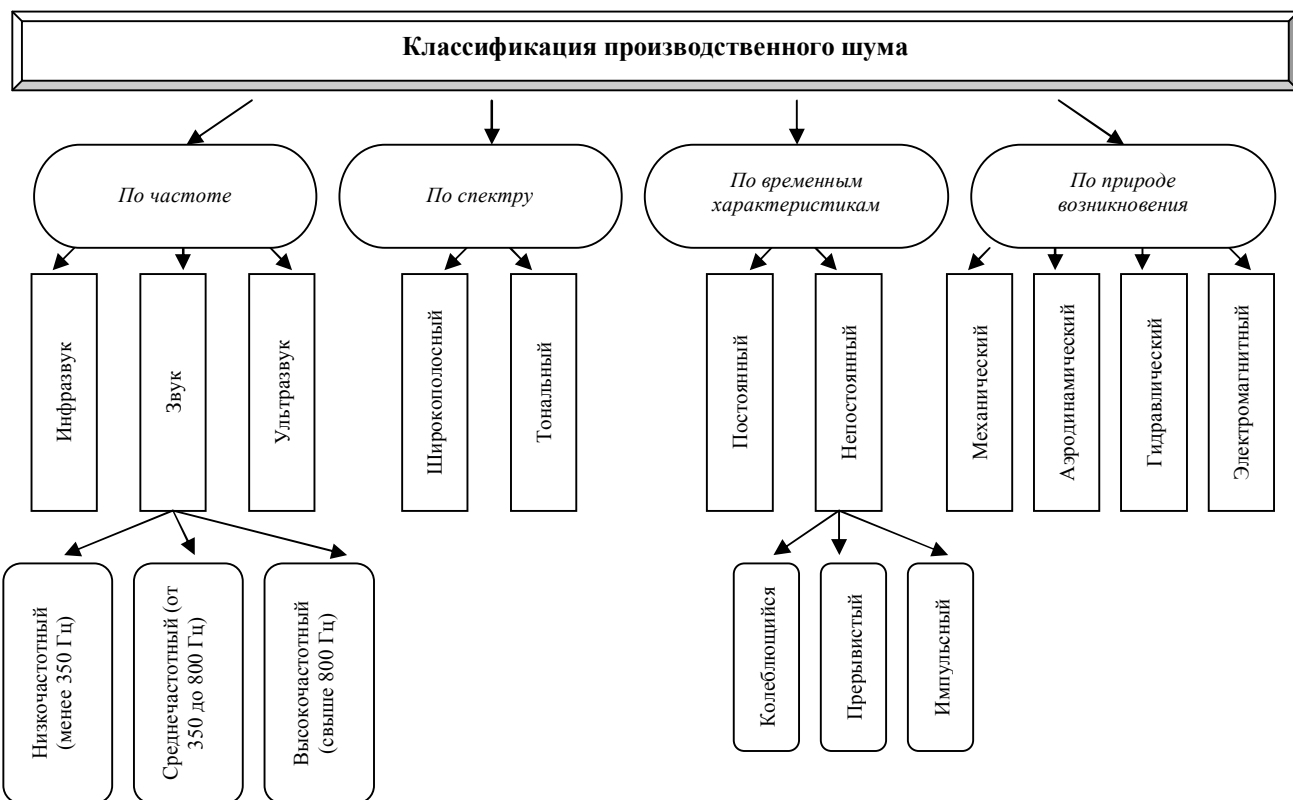 Классификация производственного шума
По частоте
По спектру
По временным
характеристикам
По природе
возникновения
Инфразвук
Звук
Ультразвук
Широкополосный
Тональный
Постоянный
Непостоянный
Механический
Аэродинамический
Гидравлический
Электромагнитный
Низкочастотный
(менее 350 Гц)
Среднечастотный (от
350 до 800 Гц)
Высокочастотный
(свыше 800 Гц)
Колеблющийся
Прерывистый
Импульсный